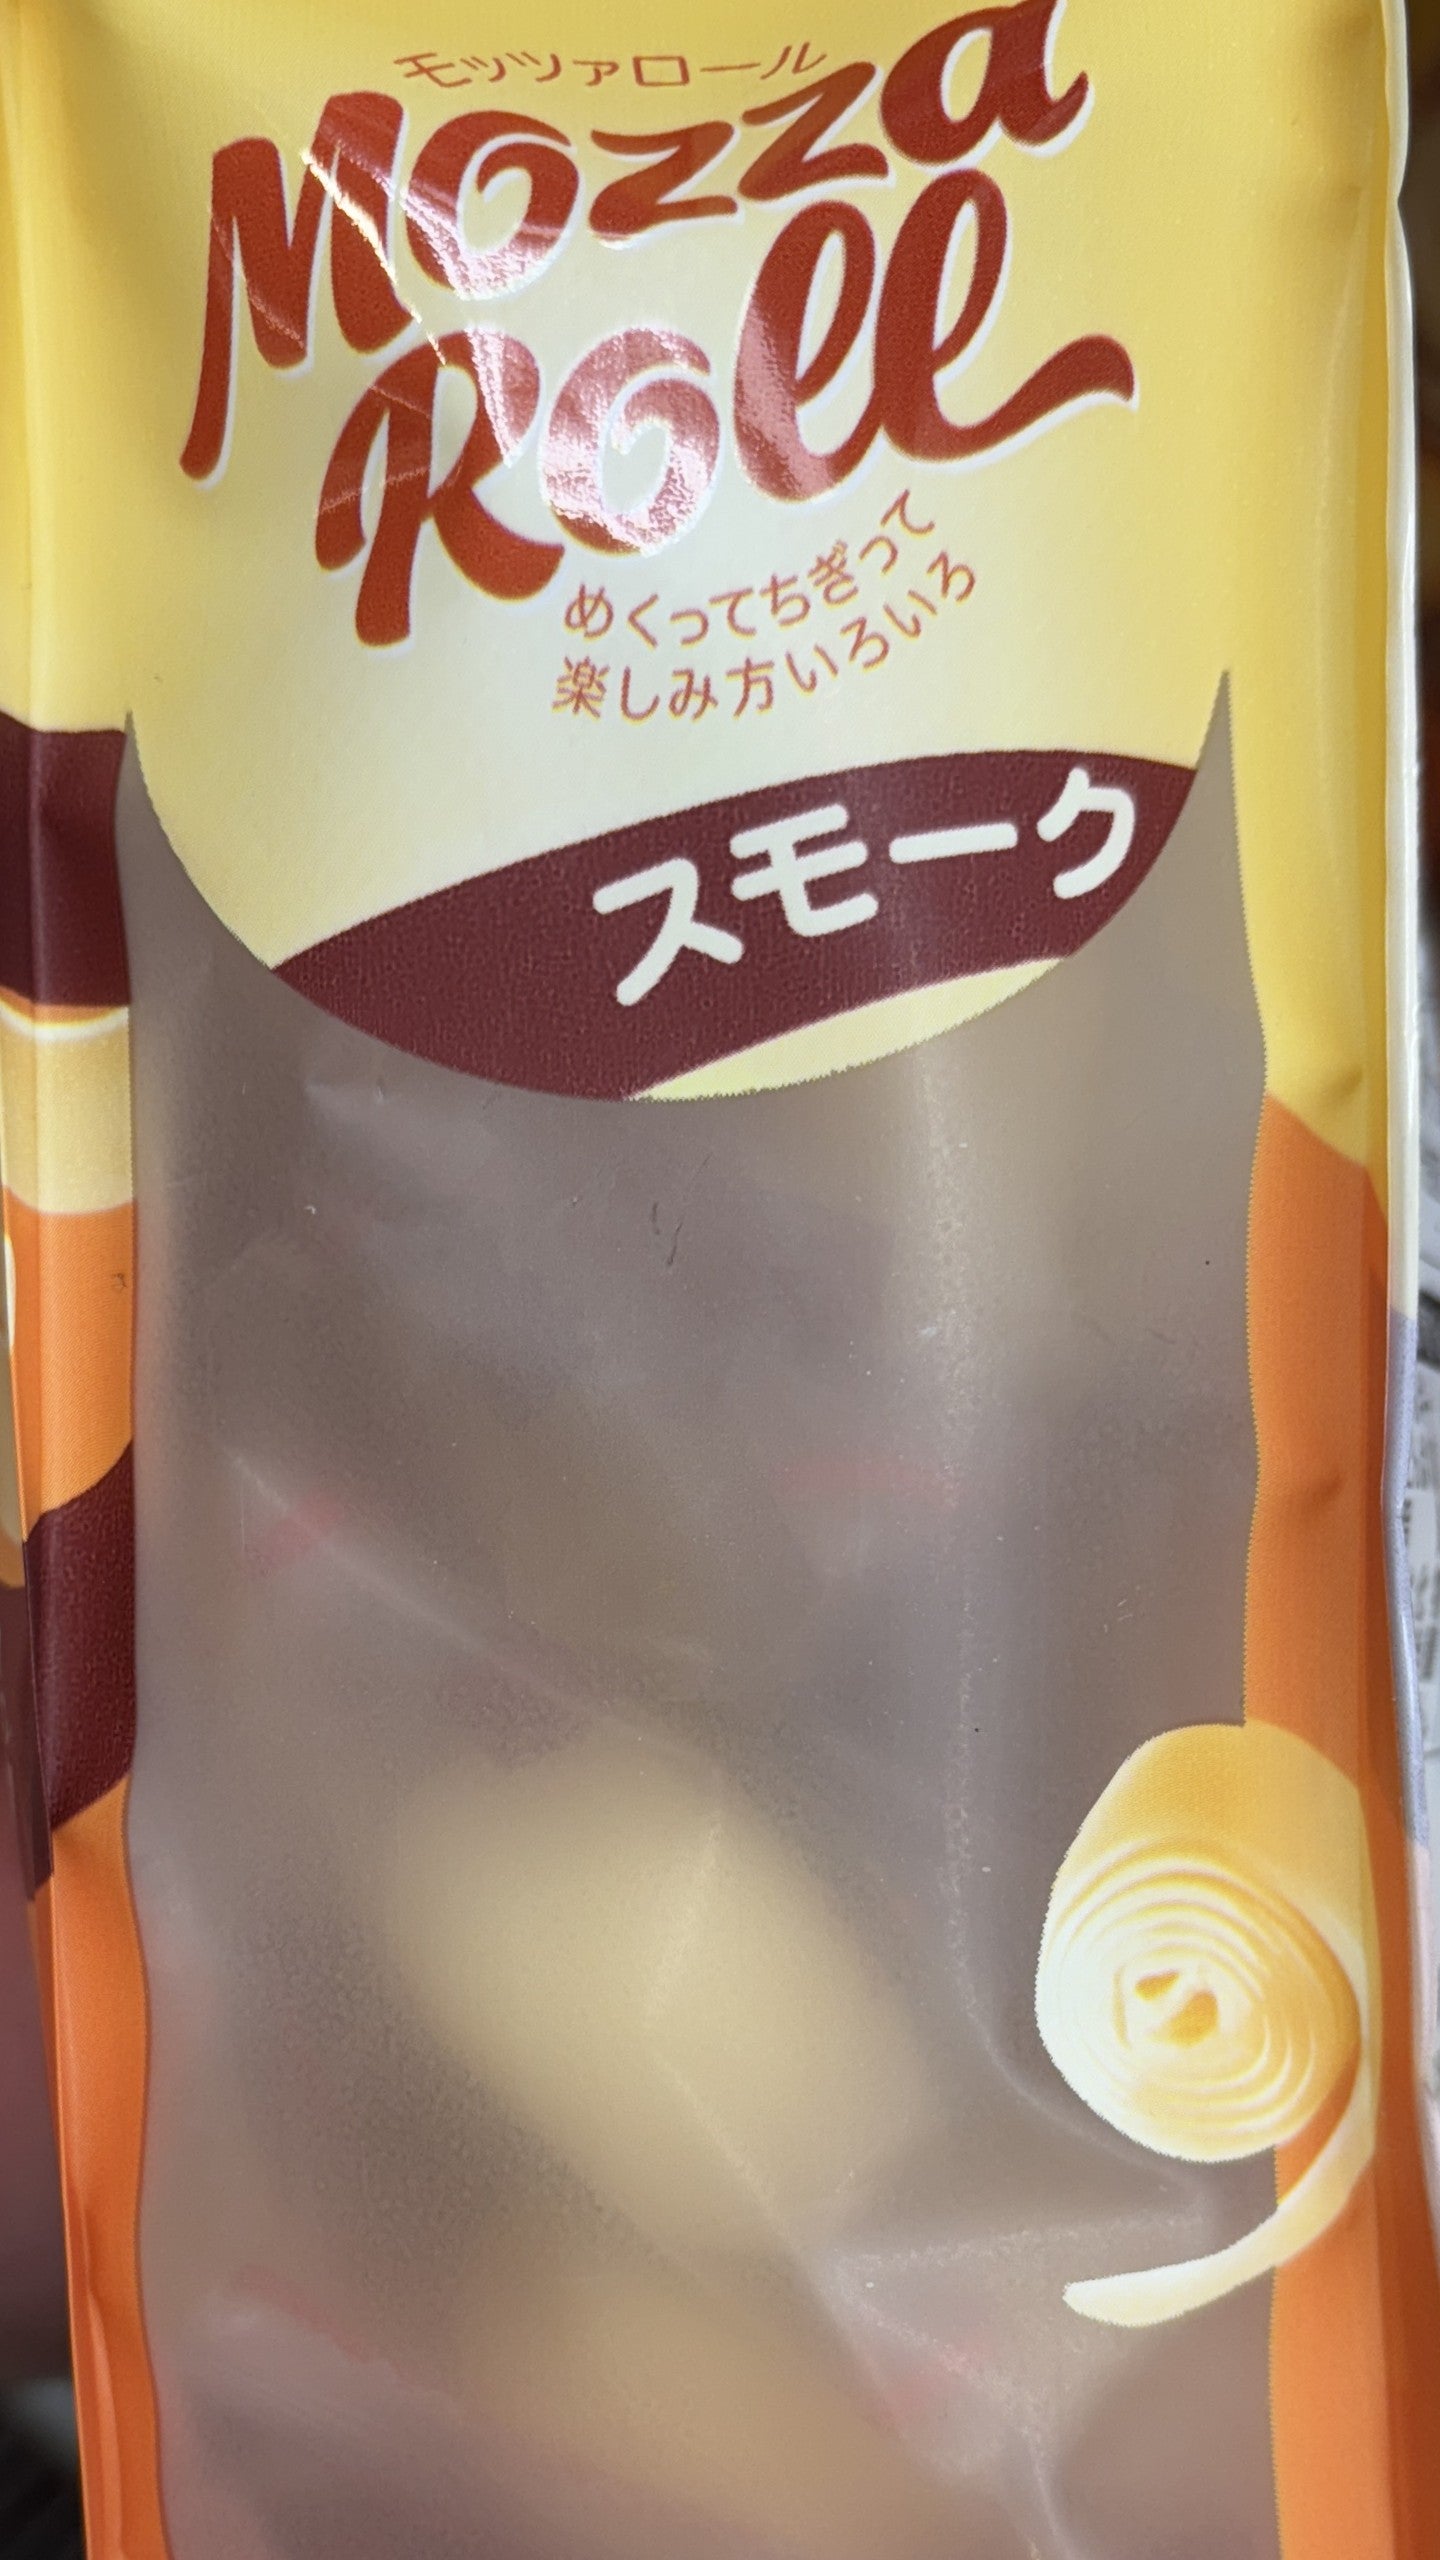 モッツァロール
Mozza
Roll
めくってちぎって
楽しみ方いろいろ
スモーク